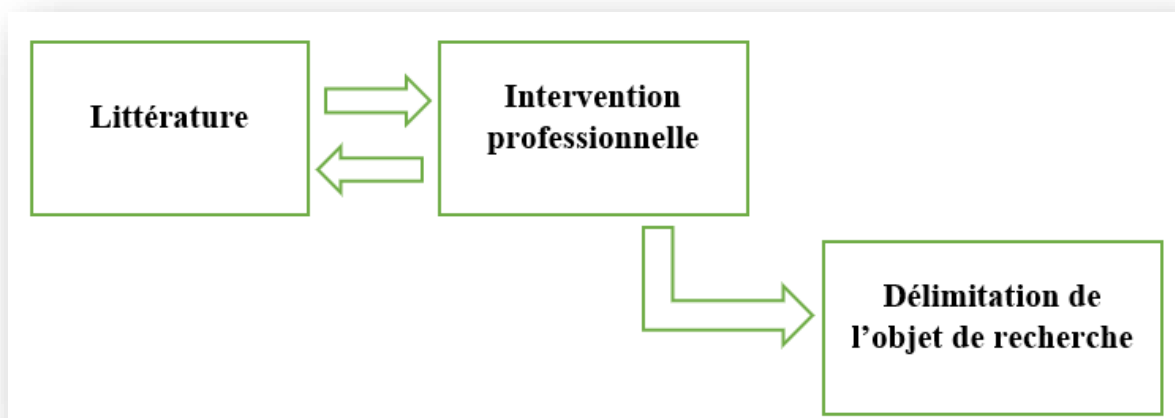 Littérature
Intervention
professionnelle
Délimitation de
l’objet de recherche